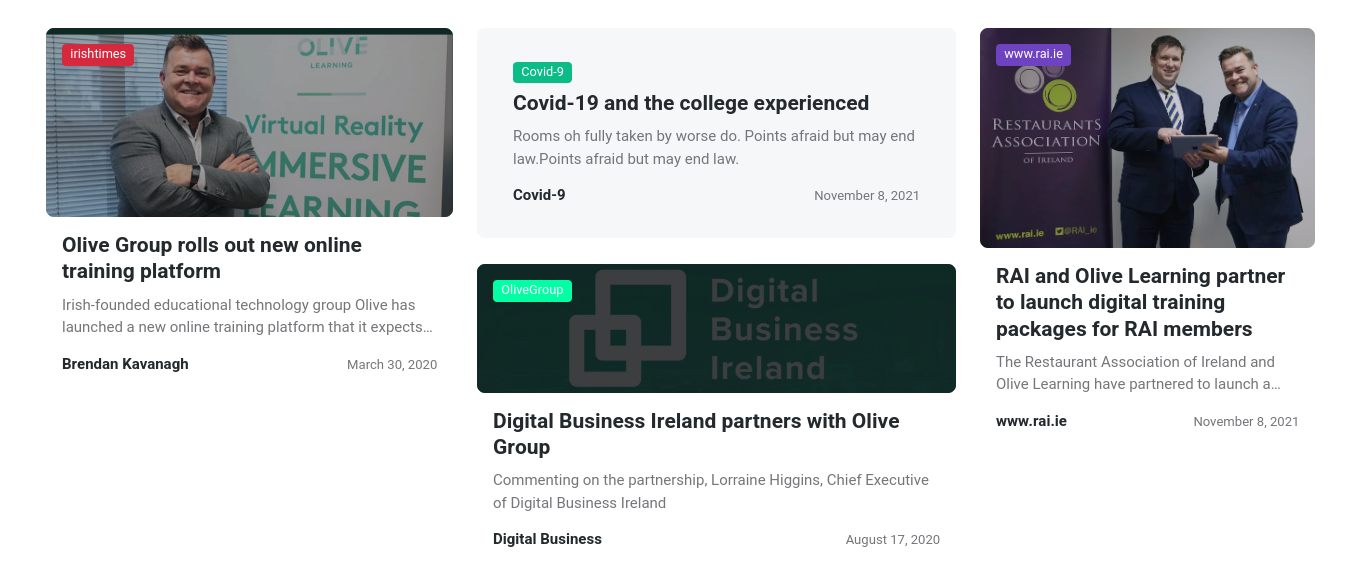 irishtimes
OLIVE
LEARNING
Virtual Reality
IMMERSIVE
LEARNING
Olive Group rolls out new online
training platform
Irish-founded educational technology group Olive has
launched a new online training platform that it expects...
Brendan Kavanagh
March 30, 2020
Covid-9
Covid-19 and the college experienced
Rooms oh fully taken by worse do. Points afraid but may end
law.Points afraid but may end law.
Covid-9
November 8, 2021
OliveGroup
Digital
Business
Ireland
Digital Business Ireland partners with Olive
Group
Commenting on the partnership, Lorraine Higgins, Chief Executive
of Digital Business Ireland
Digital Business
August 17, 2020
www.rai.ie
RESTAURANTS
ASSOCIATION
OF IRELAND
www.rai.ie
@RAI_ie
RAI and Olive Learning partner
to launch digital training
packages for RAI members
The Restaurant Association of Ireland and
Olive Learning have partnered to launch a...
www.rai.ie
November 8, 2021